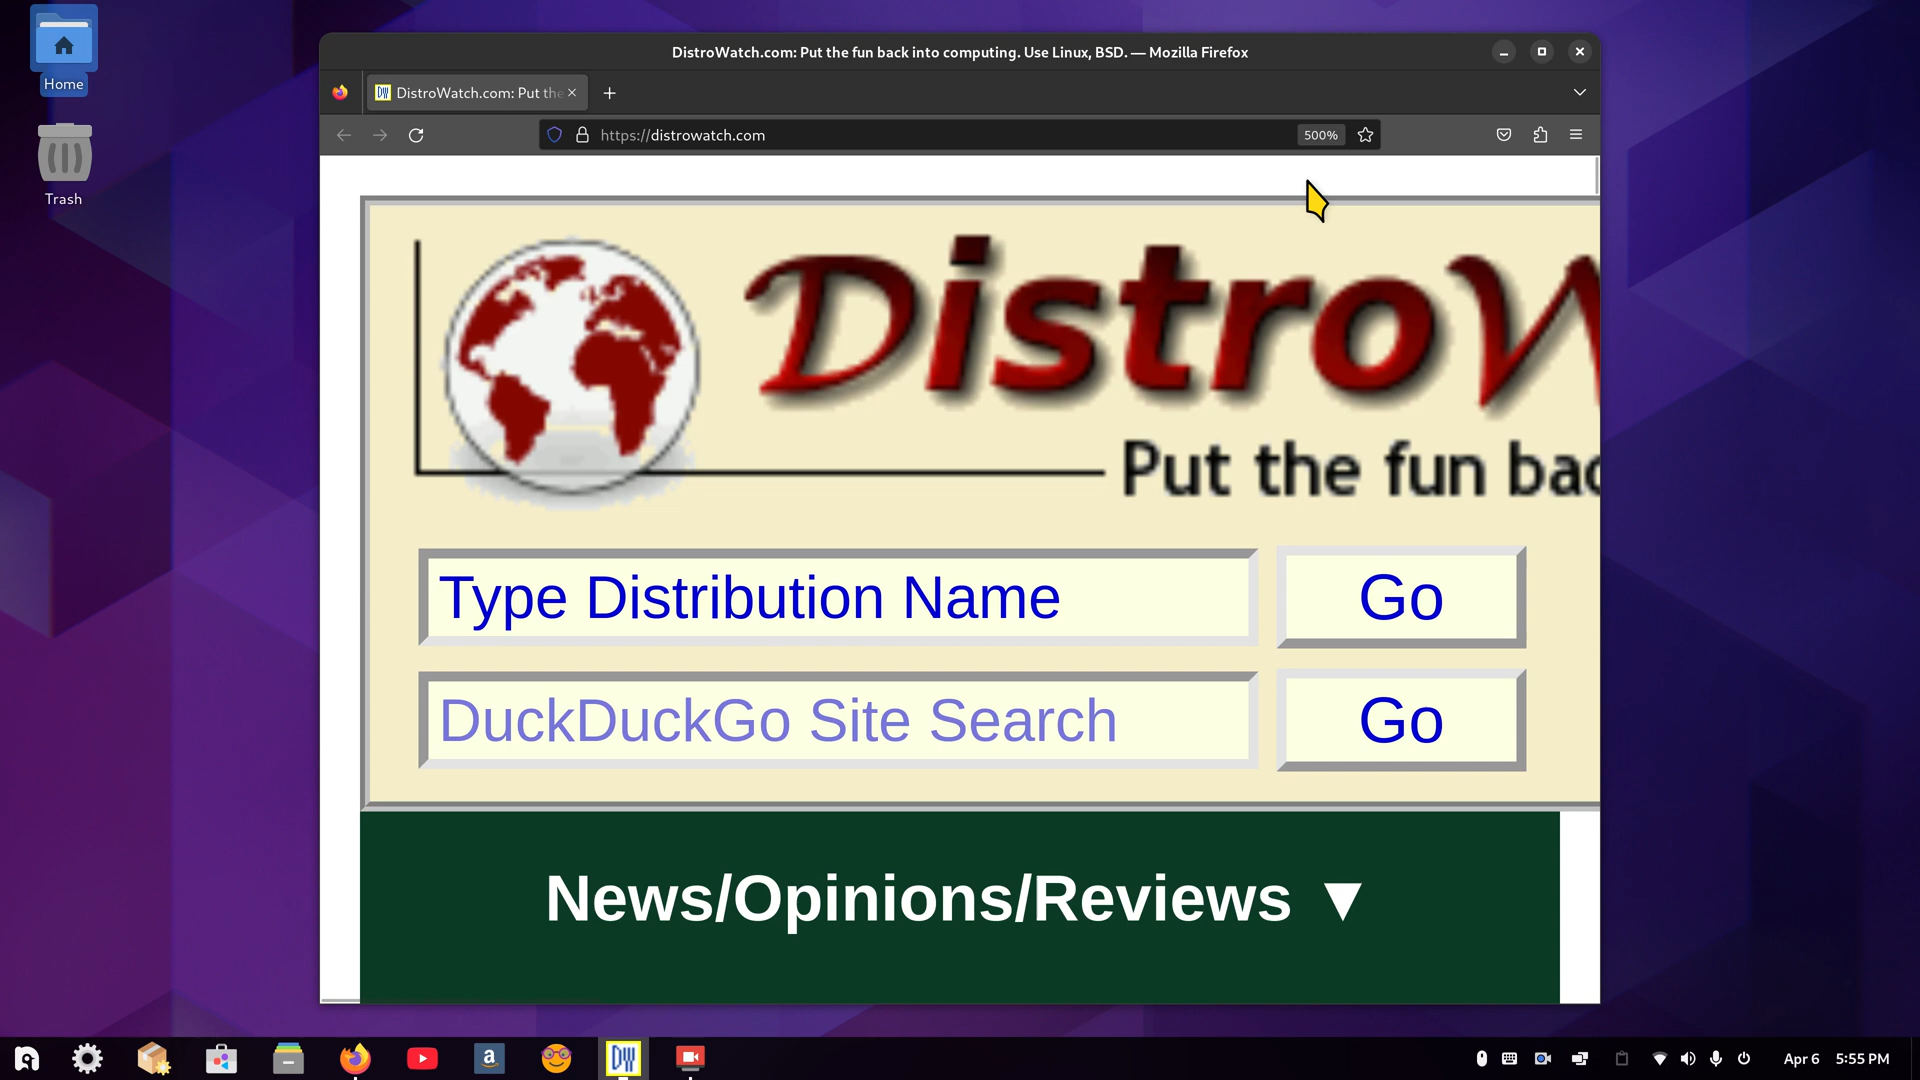 Home
Trash
DistroWatch.com: Put the fun back into computing. Use Linux, BSD. — Mozilla Firefox
DW DistroWatch.com: Put the
https://distrowatch.com
500%
DistroW
Put the fun bac
Type Distribution Name
Go
DuckDuckGo Site Search
Go
News/Opinions/Reviews ▼
a
DW
Apr 6 5:55 PM